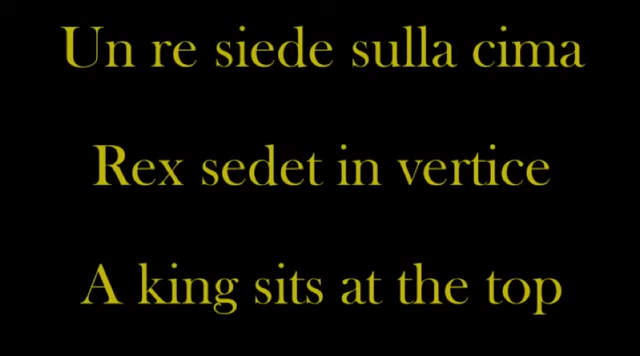 Un re siede sulla cima
Rex sedet in vertice
A king sits at the top